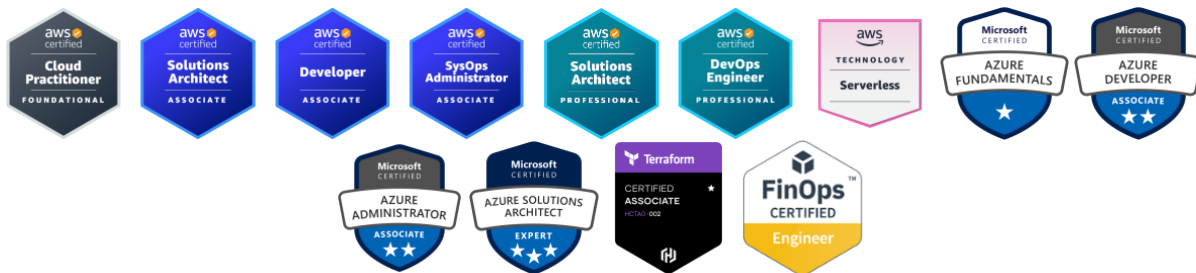 aws
certified
Cloud
Practitioner
FOUNDATIONAL
aws
certified
Solutions
Architect
ASSOCIATE
aws
certified
Developer
ASSOCIATE
aws
certified
SysOps
Administrator
ASSOCIATE
aws
certified
Solutions
Architect
PROFESSIONAL
aws
certified
DevOps
Engineer
PROFESSIONAL
aws
TECHNOLOGY
Serverless
Microsoft
CERTIFIED
AZURE
FUNDAMENTALS
Microsoft
CERTIFIED
AZURE
DEVELOPER
ASSOCIATE
Microsoft
CERTIFIED
AZURE
ADMINISTRATOR
ASSOCIATE
Microsoft
CERTIFIED
AZURE SOLUTIONS
ARCHITECT
EXPERT
Terraform
CERTIFIED
ASSOCIATE
HCTA0-002
FinOps™
CERTIFIED
Engineer